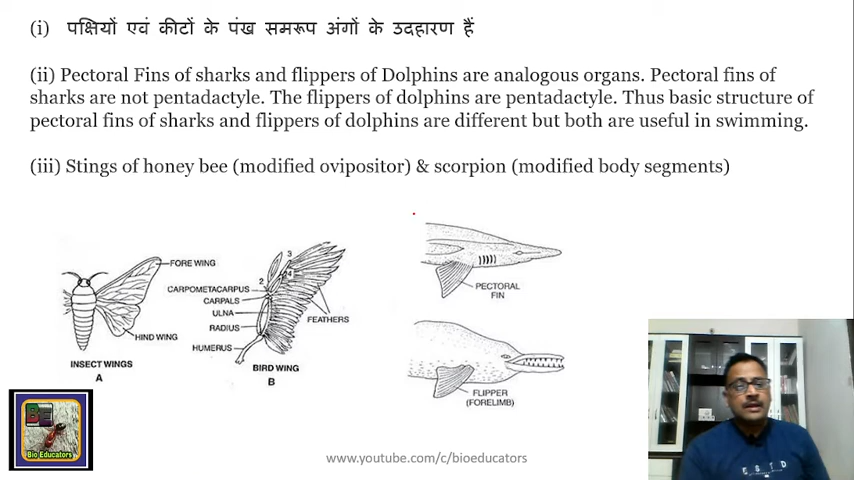 (i) पक्षियों एवं कीटों के पंख समरूप अंगों के उदहारण हैं
(ii) Pectoral Fins of sharks and flippers of Dolphins are analogous organs. Pectoral fins of
sharks are not pentadactyle. The flippers of dolphins are pentadactyle. Thus basic structure of
pectoral fins of sharks and flippers of dolphins are different but both are useful in swimming.
(iii) Stings of honey bee (modified ovipositor) & scorpion (modified body segments)
FORE WING
HIND WING
INSECT WINGS
A
3
4
2
CARPOMETACARPUS
CARPALS
ULNA
RADIUS
HUMERUS
FEATHERS
BIRD WING
B
PECTORAL
FIN
FLIPPER
(FORELIMB)
BE
Bio Educators
www.youtube.com/c/bioeducators
E S T D